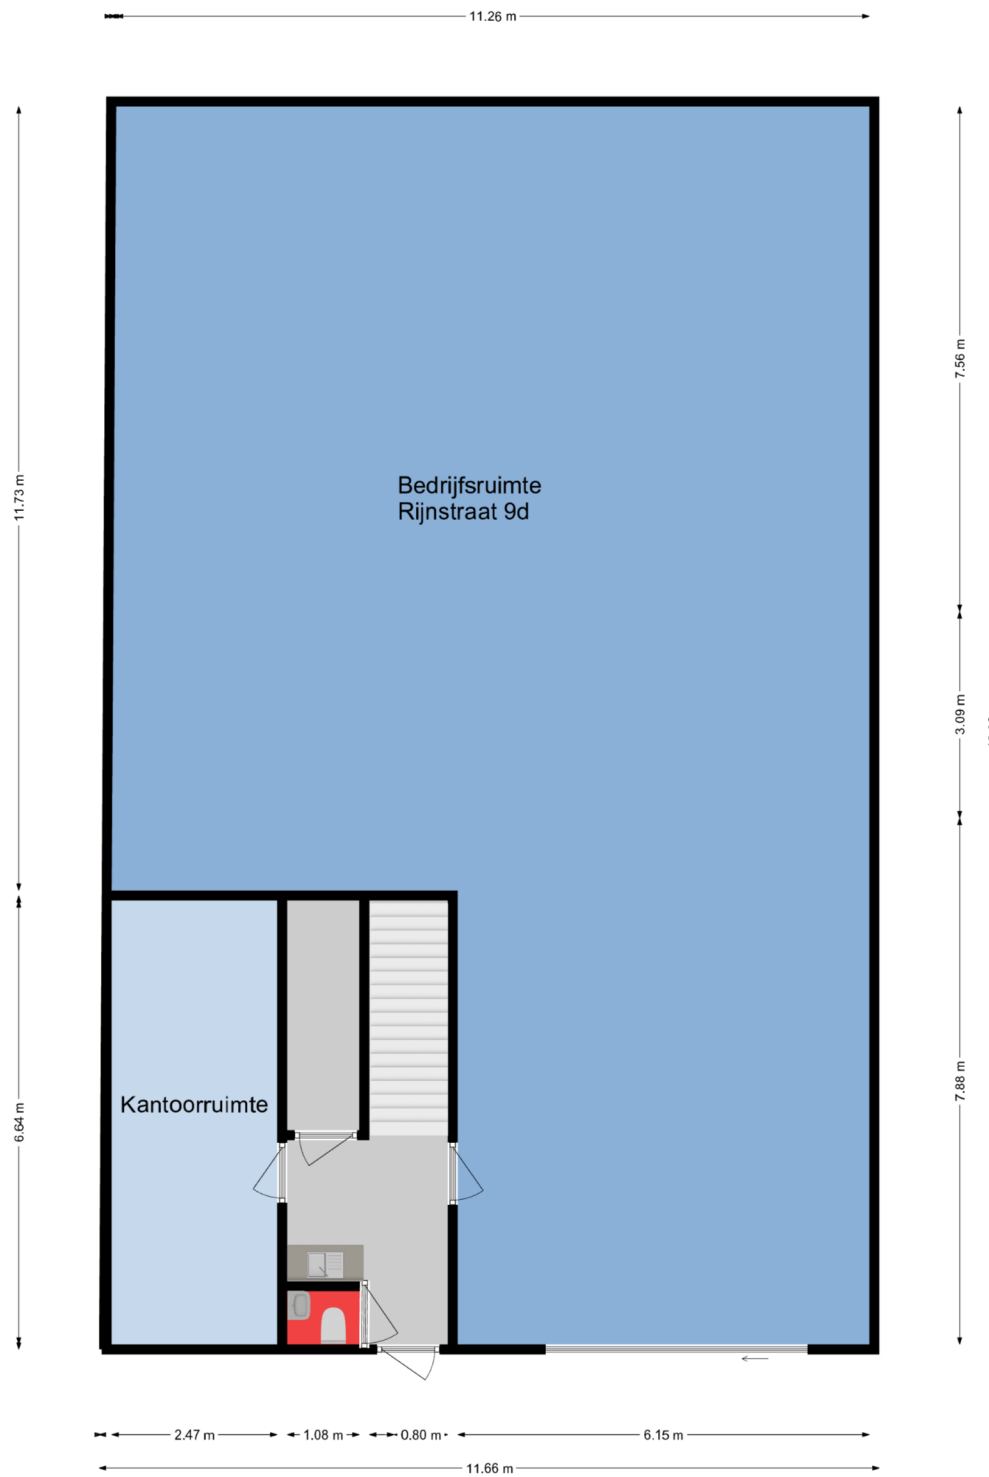 11.26 m
7.56 m
Bedrijfsruimte
Rijnstraat 9d
11.73 m
3.09 m
7.88 m
Kantoorruimte
6.64 m
2.47 m
1.08 m
0.80 m
6.15 m
11.66 m